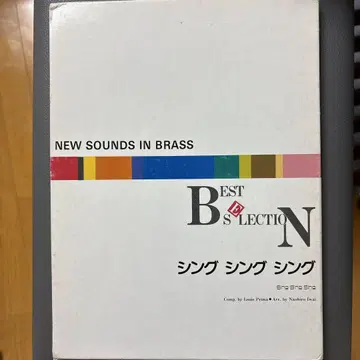 NEW SOUNDS IN BRASS
BEST
SELECTION
シング シング シング
Sing Sing Sing
Comp. by Louis Prima ● Arr. by Naohiro Iwai